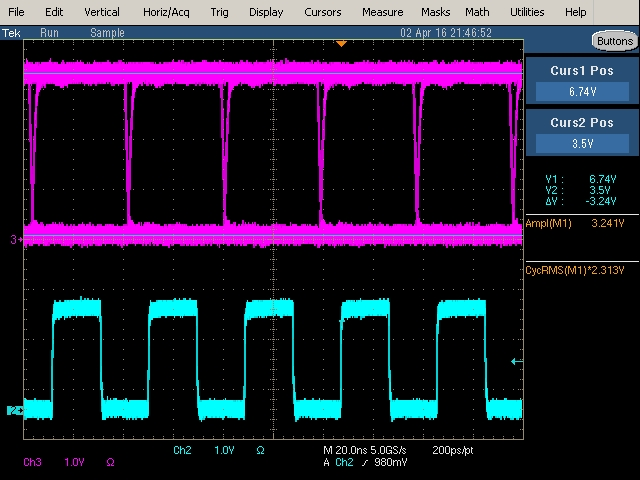 File Edit Vertical Horiz/Acq Trig Display Cursors Measure Masks Math Utilities Help
Tek Run Sample 02 Apr 16 21:46:52 Buttons
Curs1 Pos
6.74V
Curs2 Pos
3.5V
V1 : 6.74V
V2 : 3.5V
ΔV : -3.24V
Ampl(M1) 3.241V
CycRMS(M1)*2.313V
3
2
Ch2 1.0V Ω M 20.0ns 5.0GS/s 200ps/pt
Ch3 1.0V Ω A Ch2 ∕ 980mV